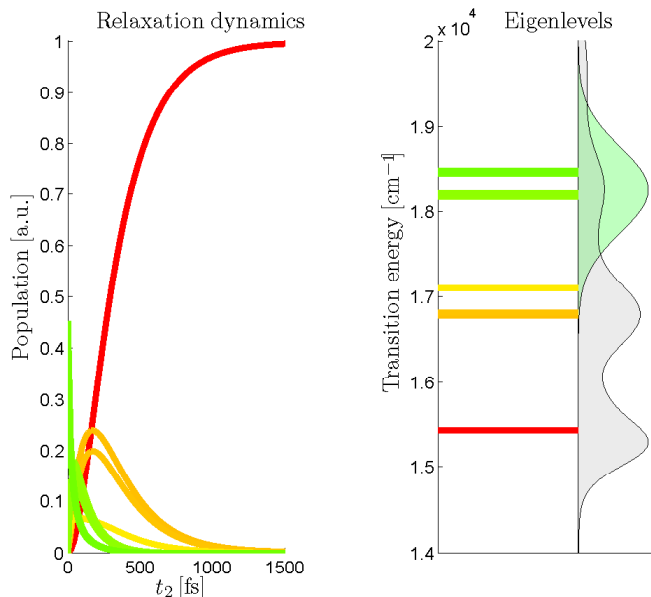 Relaxation dynamics
1
0.9
0.8
0.7
0.6
0.5
0.4
0.3
0.2
0.1
0
Population [a.u.]
0 500 1000 1500
t₂ [fs]
Eigenlevels
2 × 10⁴
1.9
1.8
1.7
1.6
1.5
1.4
Transition energy [cm⁻¹]